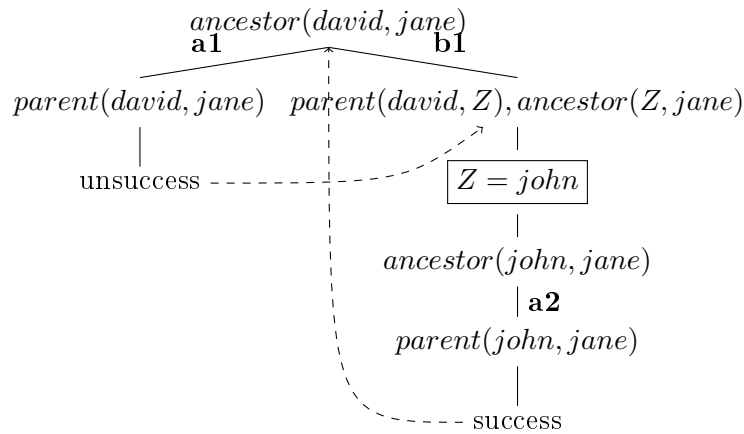 ancestor(david, jane)
a1 b1
parent(david, jane) parent(david, Z), ancestor(Z, jane)
unsuccess Z = john
ancestor(john, jane)
a2
parent(john, jane)
success